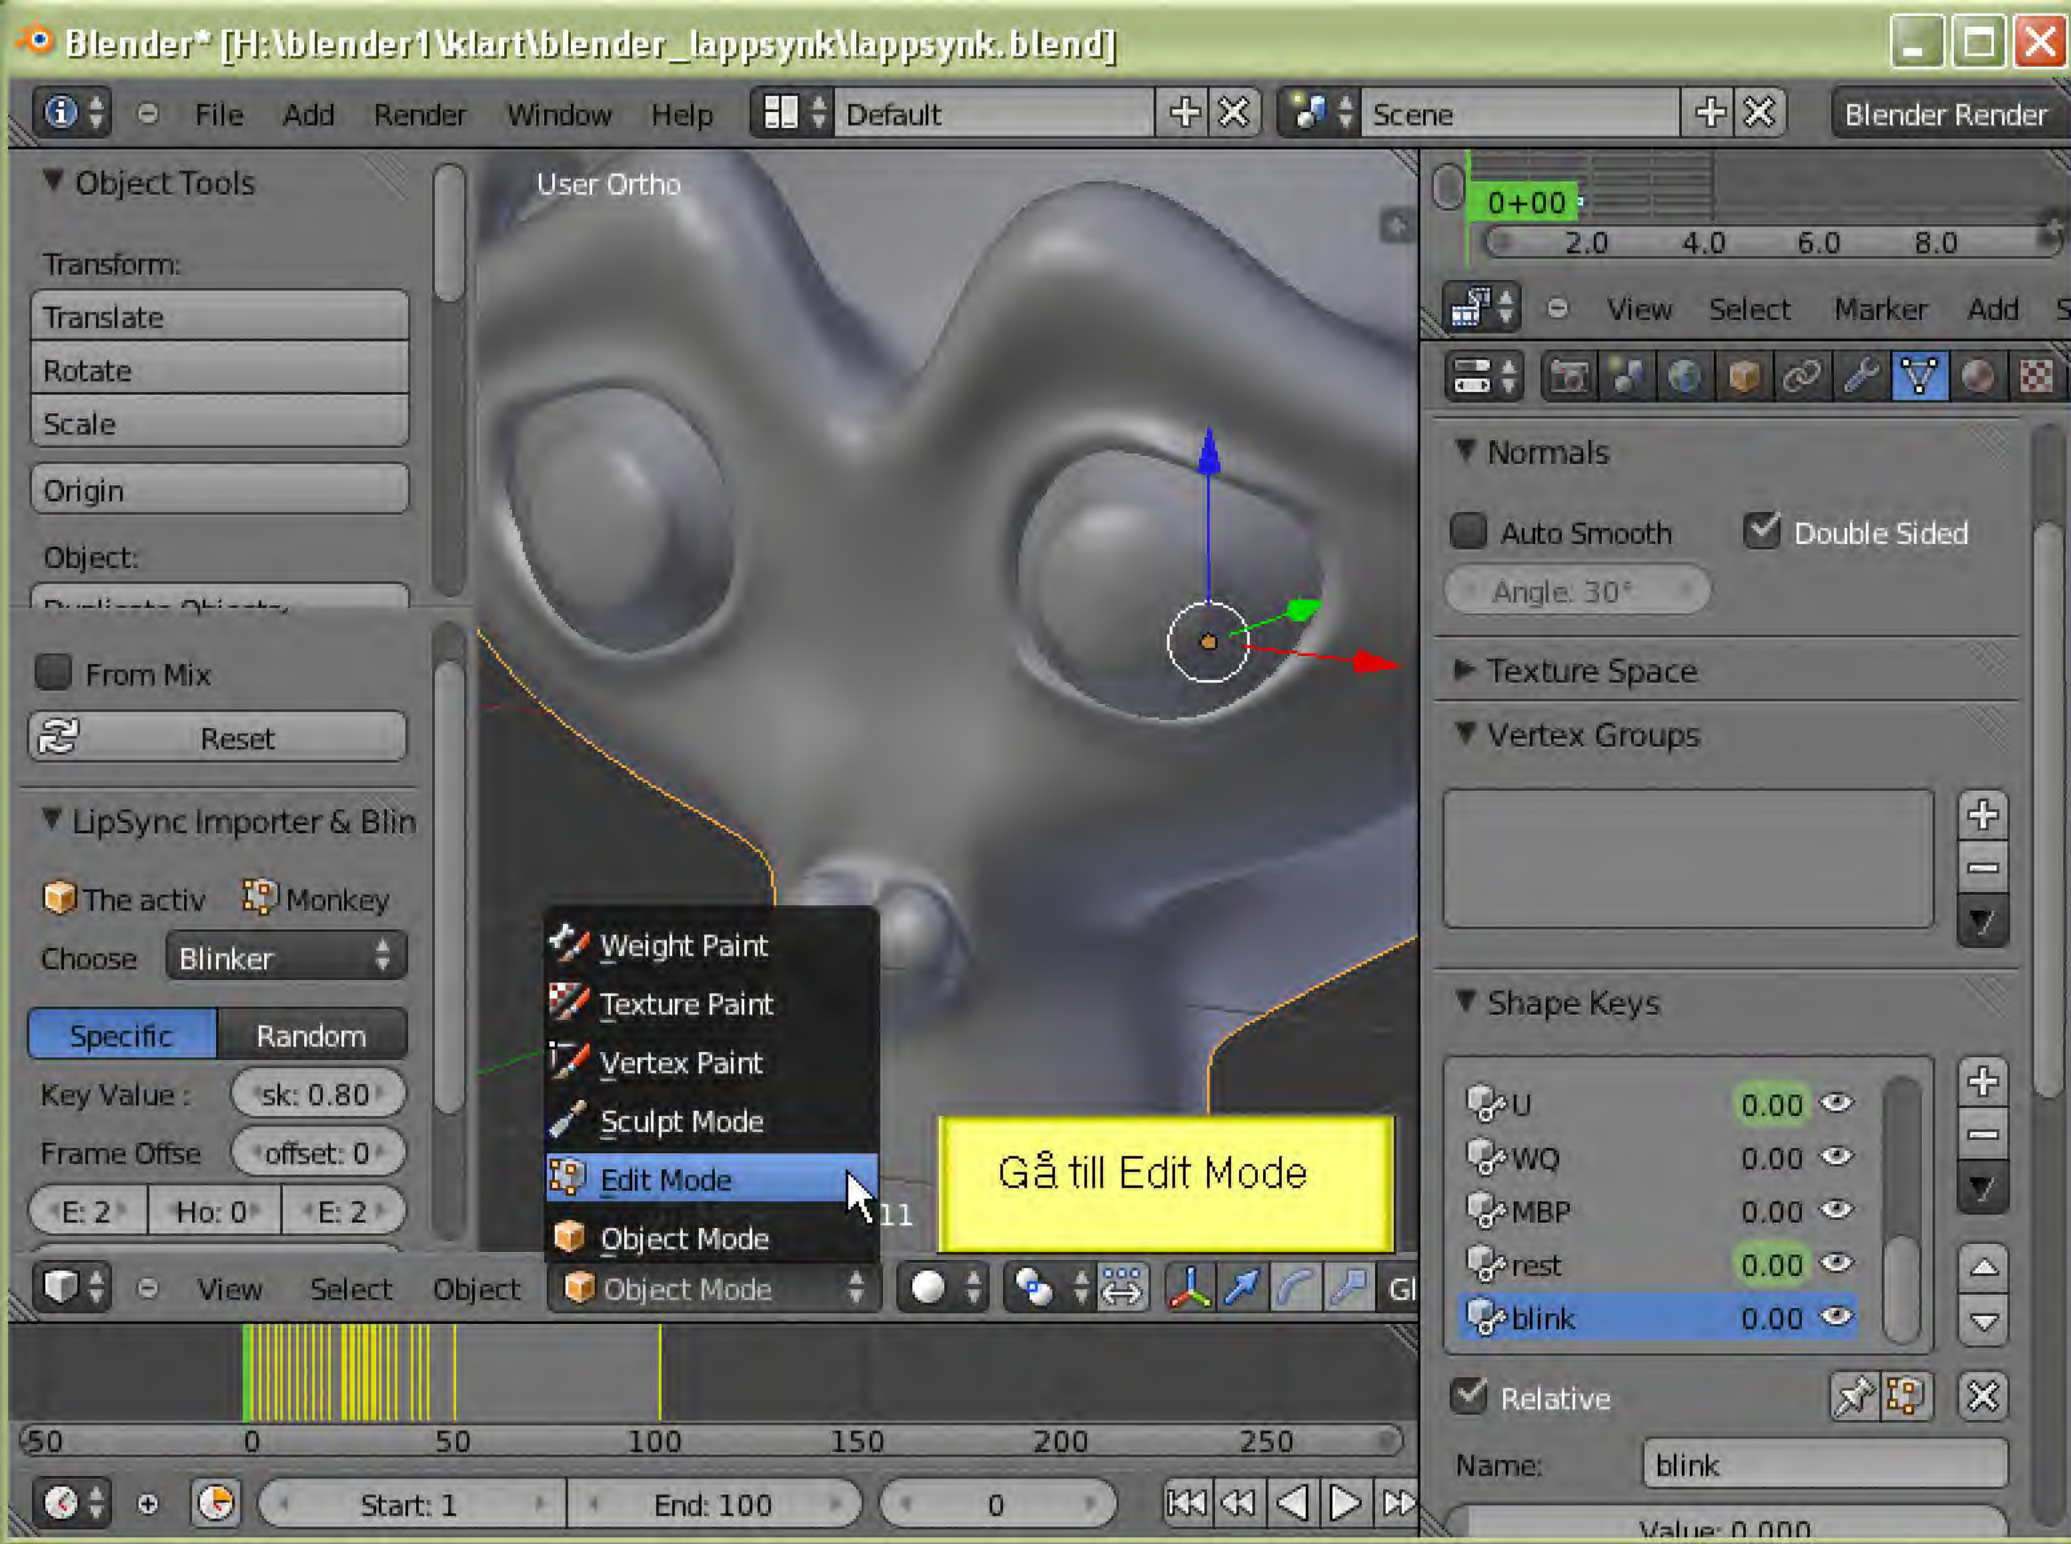 Blender* [H:\blender1\klart\blender_lappsynk\lappsynk.blend]
File Add Render Window Help Default Scene Blender Render
Object Tools
Transform:
Translate
Rotate
Scale
Origin
Object:
Duplicate Objects,
From Mix
Reset
LipSync Importer & Blin
The activ Monkey
Choose Blinker
Specific Random
Key Value : sk: 0.80
Frame Offse offset: 0
E: 2 Ho: 0 E: 2
User Ortho
Weight Paint
Texture Paint
Vertex Paint
Sculpt Mode
Edit Mode
Object Mode
11
Gå till Edit Mode
View Select Object Object Mode Gl
-50 0 50 100 150 200 250
Start: 1 End: 100 0
0+00
2.0 4.0 6.0 8.0
View Select Marker Add S
Normals
Auto Smooth Double Sided
Angle: 30°
Texture Space
Vertex Groups
Shape Keys
U 0.00
WQ 0.00
MBP 0.00
rest 0.00
blink 0.00
Relative
Name: blink
Value: 0.000